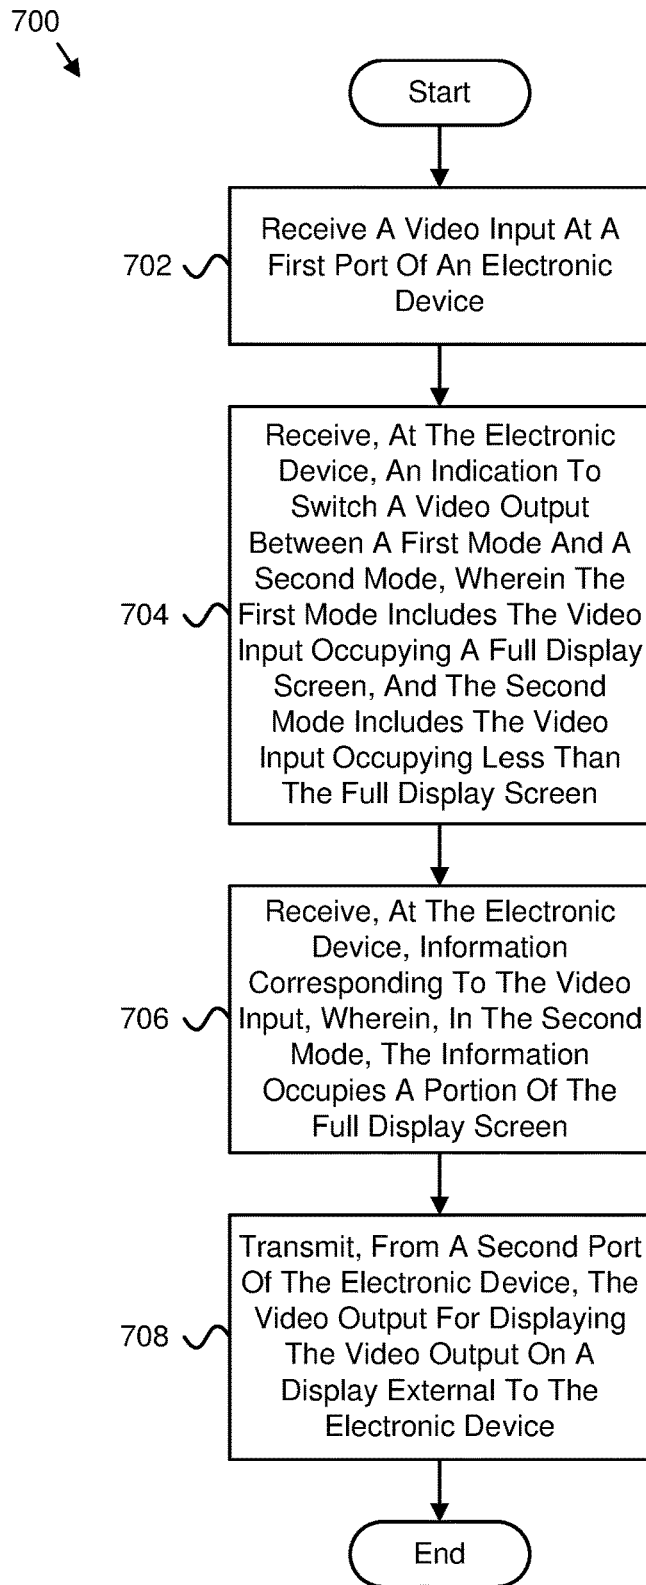 700
Start
702
Receive A Video Input At A
First Port Of An Electronic
Device
704
Receive, At The Electronic
Device, An Indication To
Switch A Video Output
Between A First Mode And A
Second Mode, Wherein The
First Mode Includes The Video
Input Occupying A Full Display
Screen, And The Second
Mode Includes The Video
Input Occupying Less Than
The Full Display Screen
706
Receive, At The Electronic
Device, Information
Corresponding To The Video
Input, Wherein, In The Second
Mode, The Information
Occupies A Portion Of The
Full Display Screen
708
Transmit, From A Second Port
Of The Electronic Device, The
Video Output For Displaying
The Video Output On A
Display External To The
Electronic Device
End